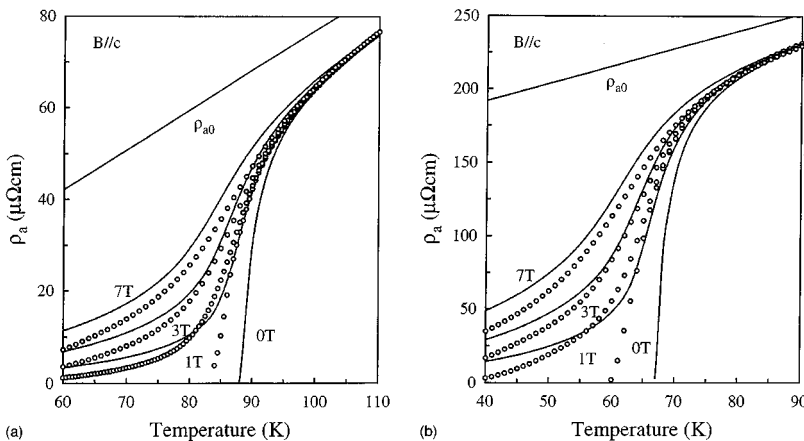 80
60
40
20
0
ρₐ (μΩcm)
B//c
ρₐ₀
7T
3T
1T
0T
60 70 80 90 100 110
Temperature (K)
(a)
250
200
150
100
50
0
ρₐ (μΩcm)
B//c
ρₐ₀
7T
3T
1T
0T
40 50 60 70 80 90
Temperature (K)
(b)